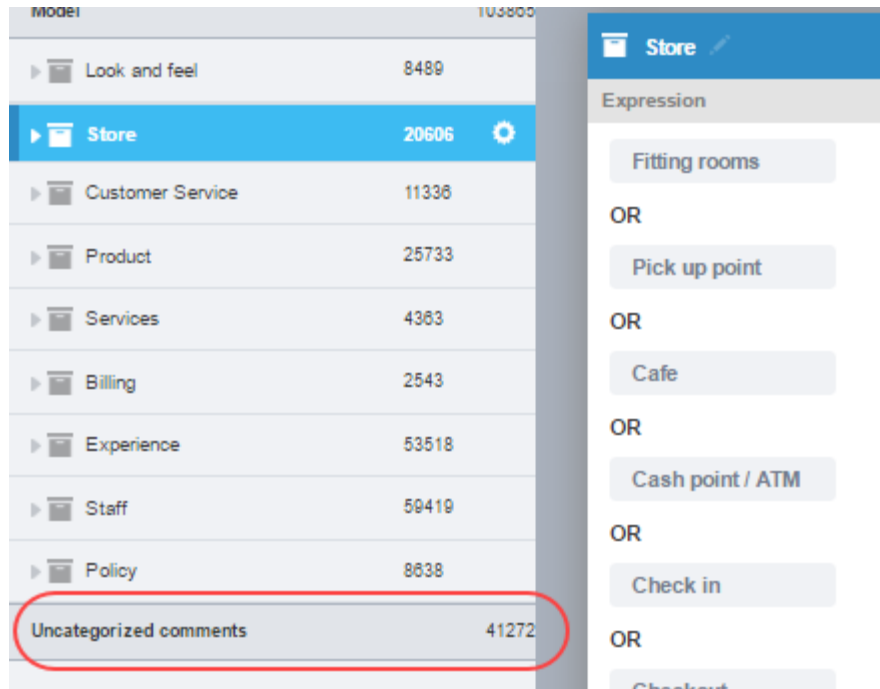 Model 103865
Look and feel 8489
Store 20606
Customer Service 11336
Product 25733
Services 4363
Billing 2543
Experience 53518
Staff 59419
Policy 8638
Uncategorized comments 41272
Store
Expression
Fitting rooms
OR
Pick up point
OR
Cafe
OR
Cash point / ATM
OR
Check in
OR
Checkout